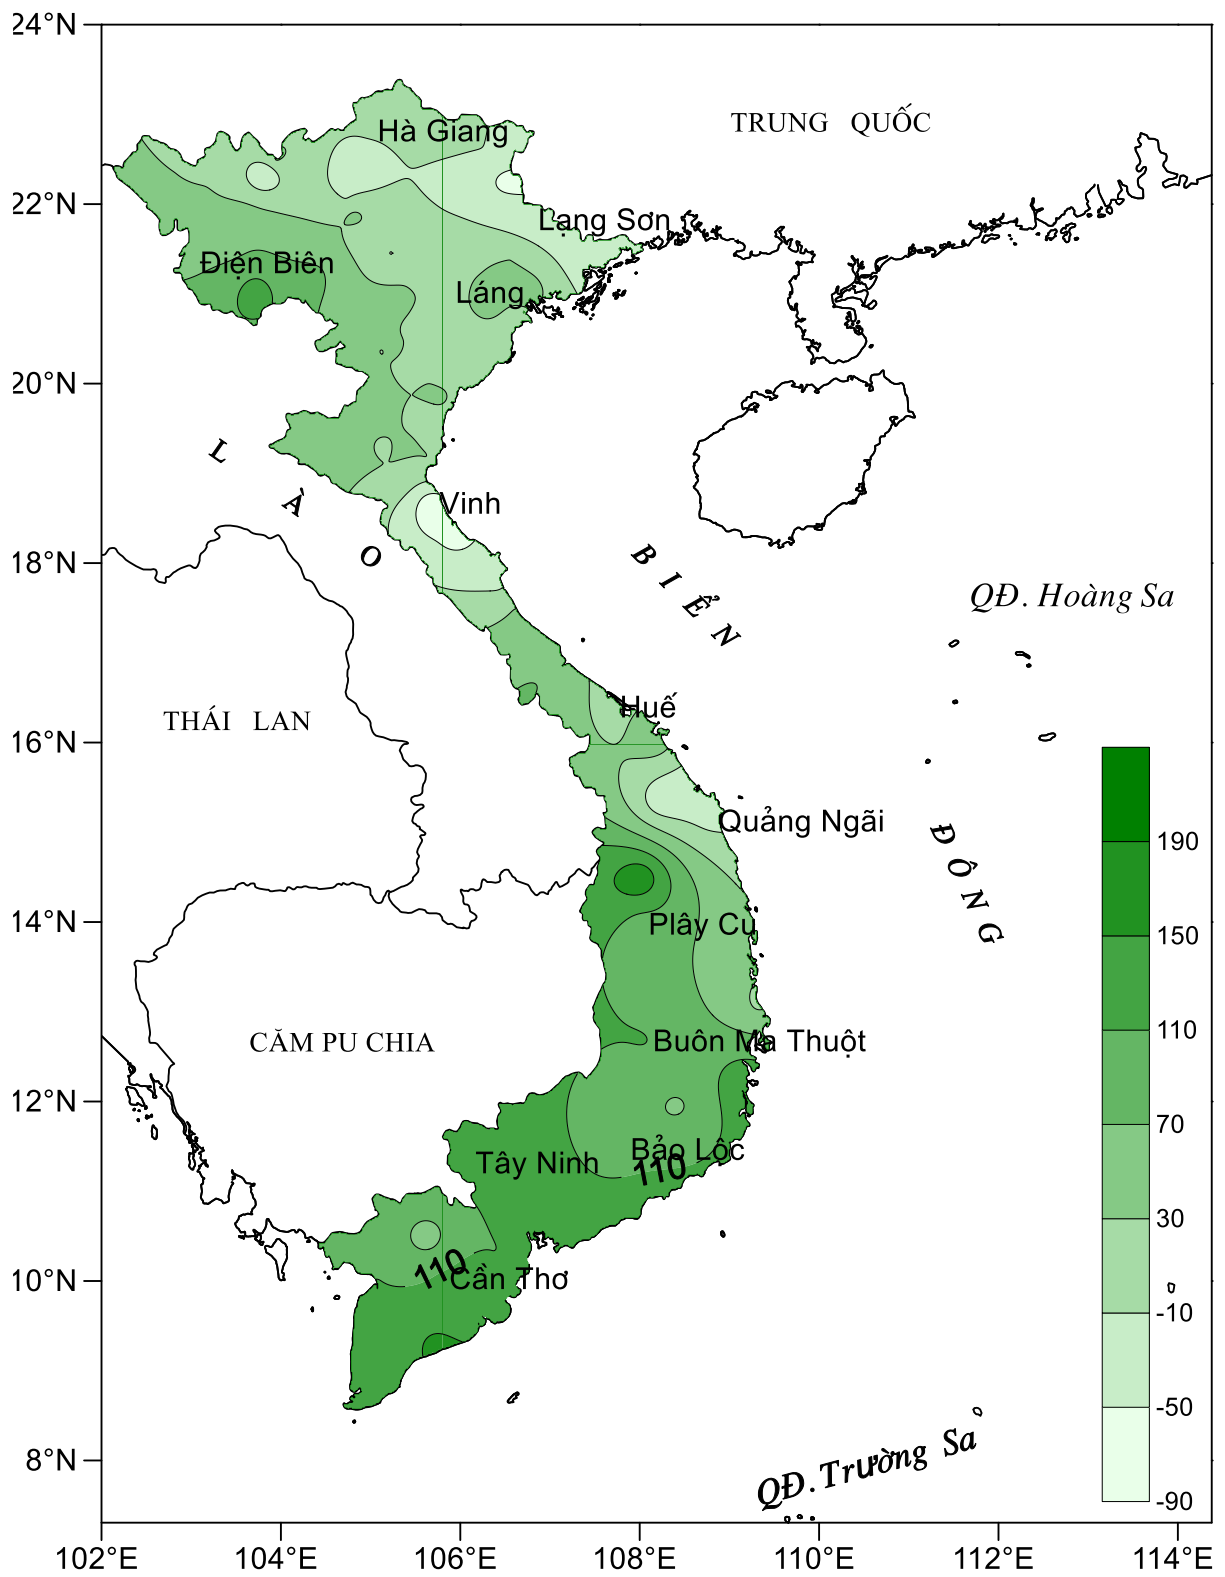 24°N
TRUNG QUỐC
Hà Giang
22°N
Lạng Sơn
Điện Biên
Láng
20°N
LÀO
Vinh
18°N
BIỂN
QĐ. Hoàng Sa
THÁI LAN
Huế
16°N
Quảng Ngãi
190
ĐÔNG
14°N
Plây Cu
150
CĂM PU CHIA
Buôn Ma Thuột
110
12°N
70
Bảo Lộc
Tây Ninh
110
30
110
Cần Thơ
10°N
-10
-50
8°N
QĐ. Trường Sa
-90
102°E 104°E 106°E 108°E 110°E 112°E 114°E